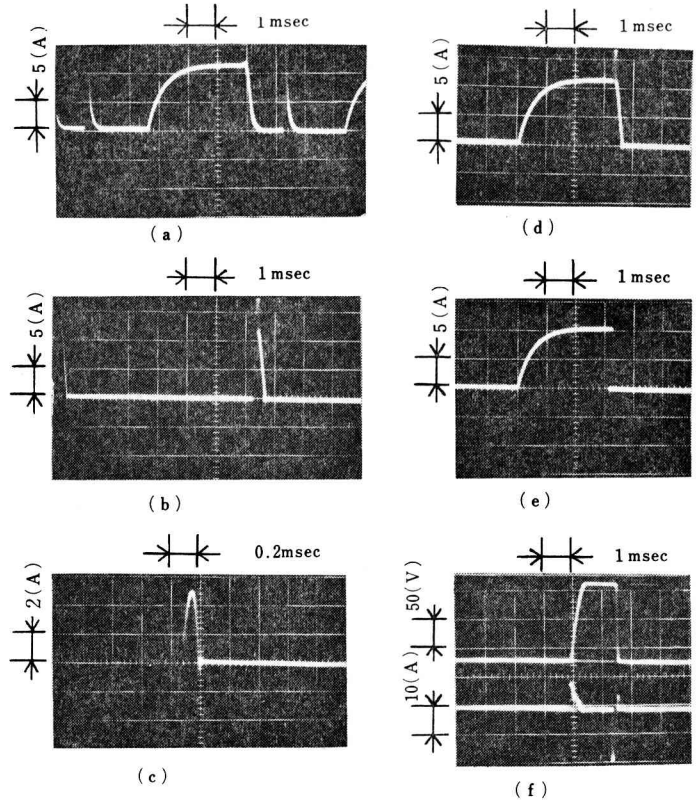 1 msec
5 (A)
(a)
1 msec
5 (A)
(b)
0.2msec
2(A)
(c)
1 msec
5 (A)
(d)
1 msec
5 (A)
(e)
1 msec
50(V)
10(A)
(f)